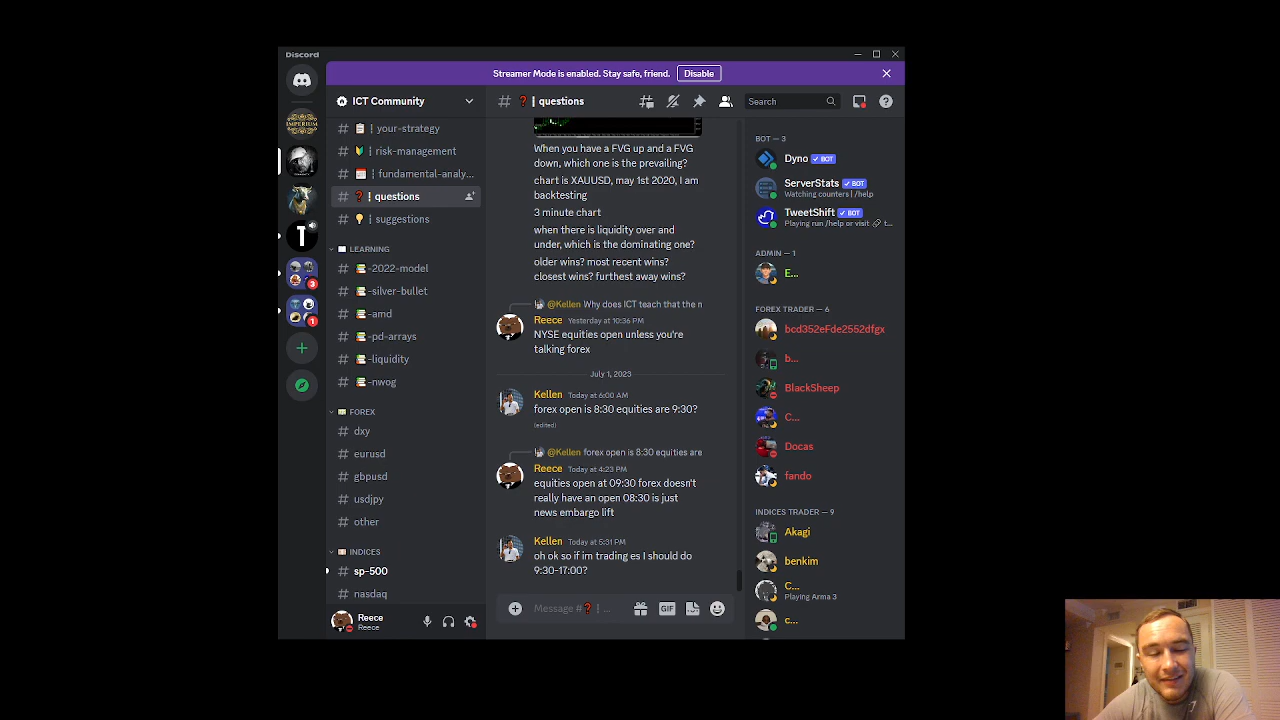 Discord
Streamer Mode is enabled. Stay safe, friend. Disable
IMPERIUM
T
3
1
ICT Community
# | your-strategy
# | risk-management
# | fundamental-analy...
# ❓ | questions
# | suggestions
LEARNING
# -2022-model
# -silver-bullet
# -amd
# -pd-arrays
# -liquidity
# -nwog
FOREX
# dxy
# eurusd
# gbpusd
# usdjpy
# other
INDICES
# sp-500
# nasdaq
Reece
Reece
# ❓ | questions
Search
When you have a FVG up and a FVG
down, which one is the prevailing?
chart is XAUUSD, may1st 2020, I am
backtesting
3 minute chart
when there is liquidity over and
under, which is the dominating one?
older wins? most recent wins?
closest wins? furthest away wins?
@Kellen Why does ICT teach that the n
Reece Yesterday at 10:36 PM
NYSE equities open unless you're
talking forex
July 1, 2023
Kellen Today at 6:00 AM
forex open is 8:30 equities are 9:30?
(edited)
@Kellen forex open is 8:30 equities are
Reece Today at 4:23 PM
equities open at 09:30 forex doesn't
really have an open 08:30 is just
news embargo lift
Kellen Today at 5:31 PM
oh ok so if im trading es I should do
9:30-17:00?
Message #❓ | ...
GIF
BOT — 3
Dyno ✓ BOT
ServerStats ✓ BOT
Watching counters | /help
TweetShift ✓ BOT
Playing run /help or visit 🔗 t...
ADMIN — 1
E...
FOREX TRADER — 6
bcd352eFde2552dfgx
b...
BlackSheep
C...
Docas
fando
INDICES TRADER — 9
Akagi
benkim
C...
Playing Arma 3
c...